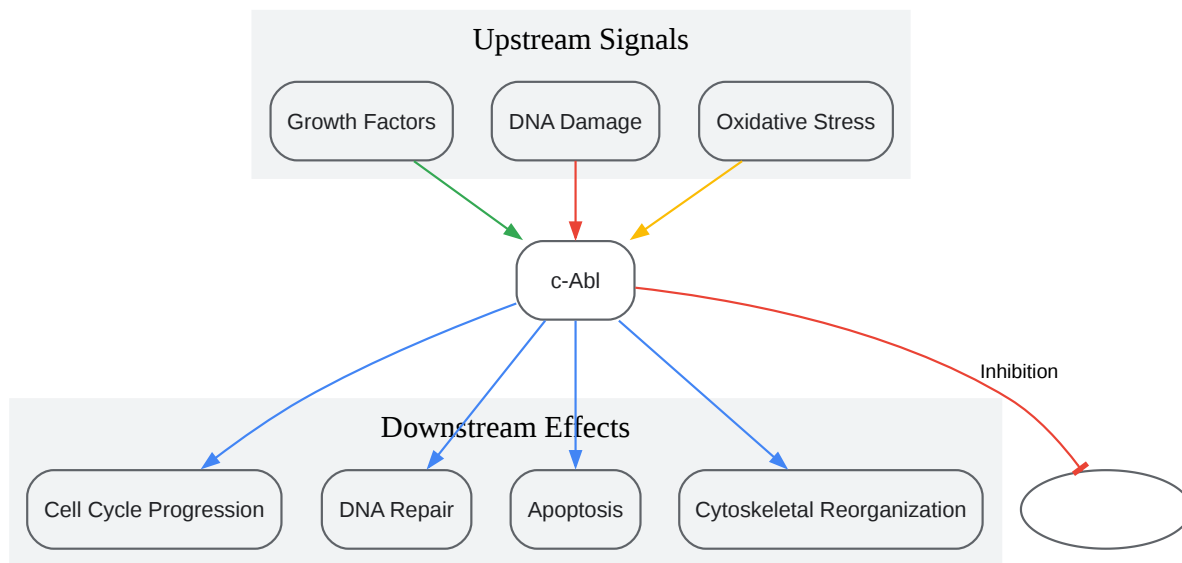 Upstream Signals
Growth Factors
DNA Damage
Oxidative Stress
c-Abl
Inhibition
Downstream Effects
Cell Cycle Progression
DNA Repair
Apoptosis
Cytoskeletal Reorganization